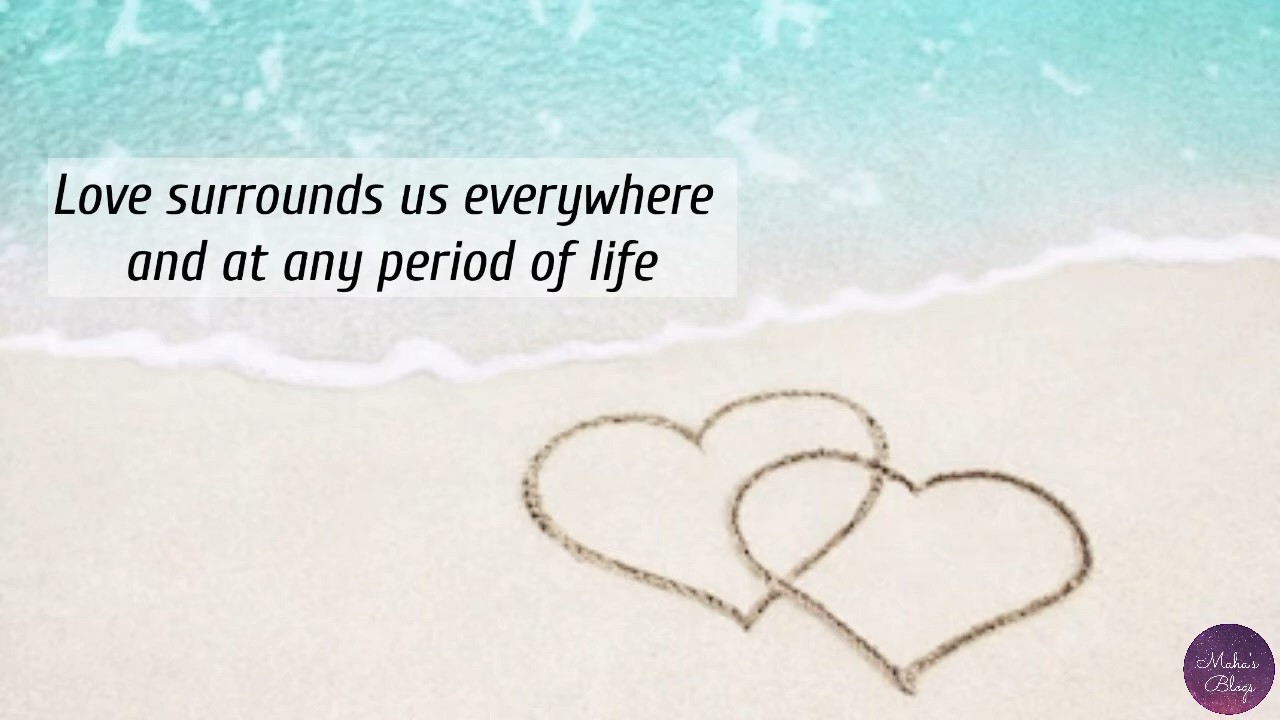 Love surrounds us everywhere
and at any period of life
Maha's
Blogs